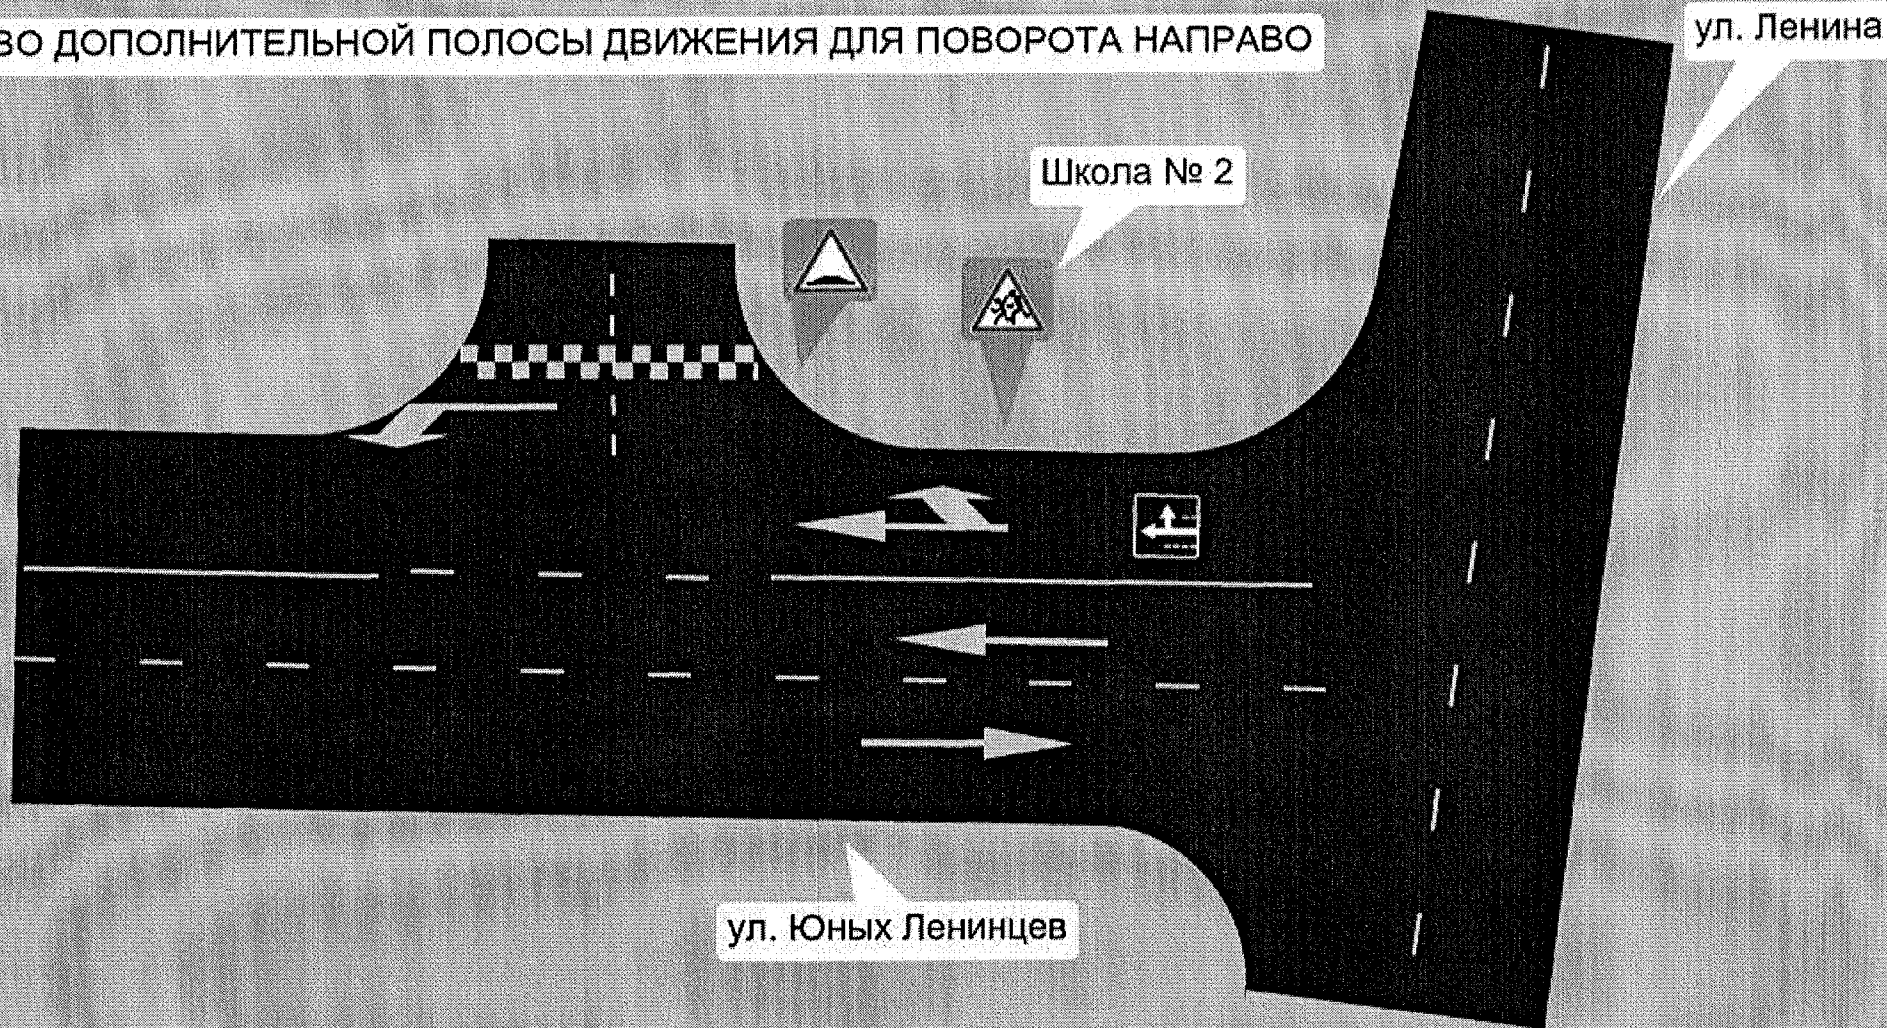 ВО ДОПОЛНИТЕЛЬНОЙ ПОЛОСЫ ДВИЖЕНИЯ ДЛЯ ПОВОРОТА НАПРАВО
ул. Ленина
Школа № 2
ул. Юных Ленинцев